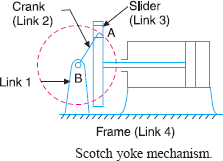 Crank
(Link 2)
Slider
(Link 3)
A
Link 1
B
Frame (Link 4)
Scotch yoke mechanism